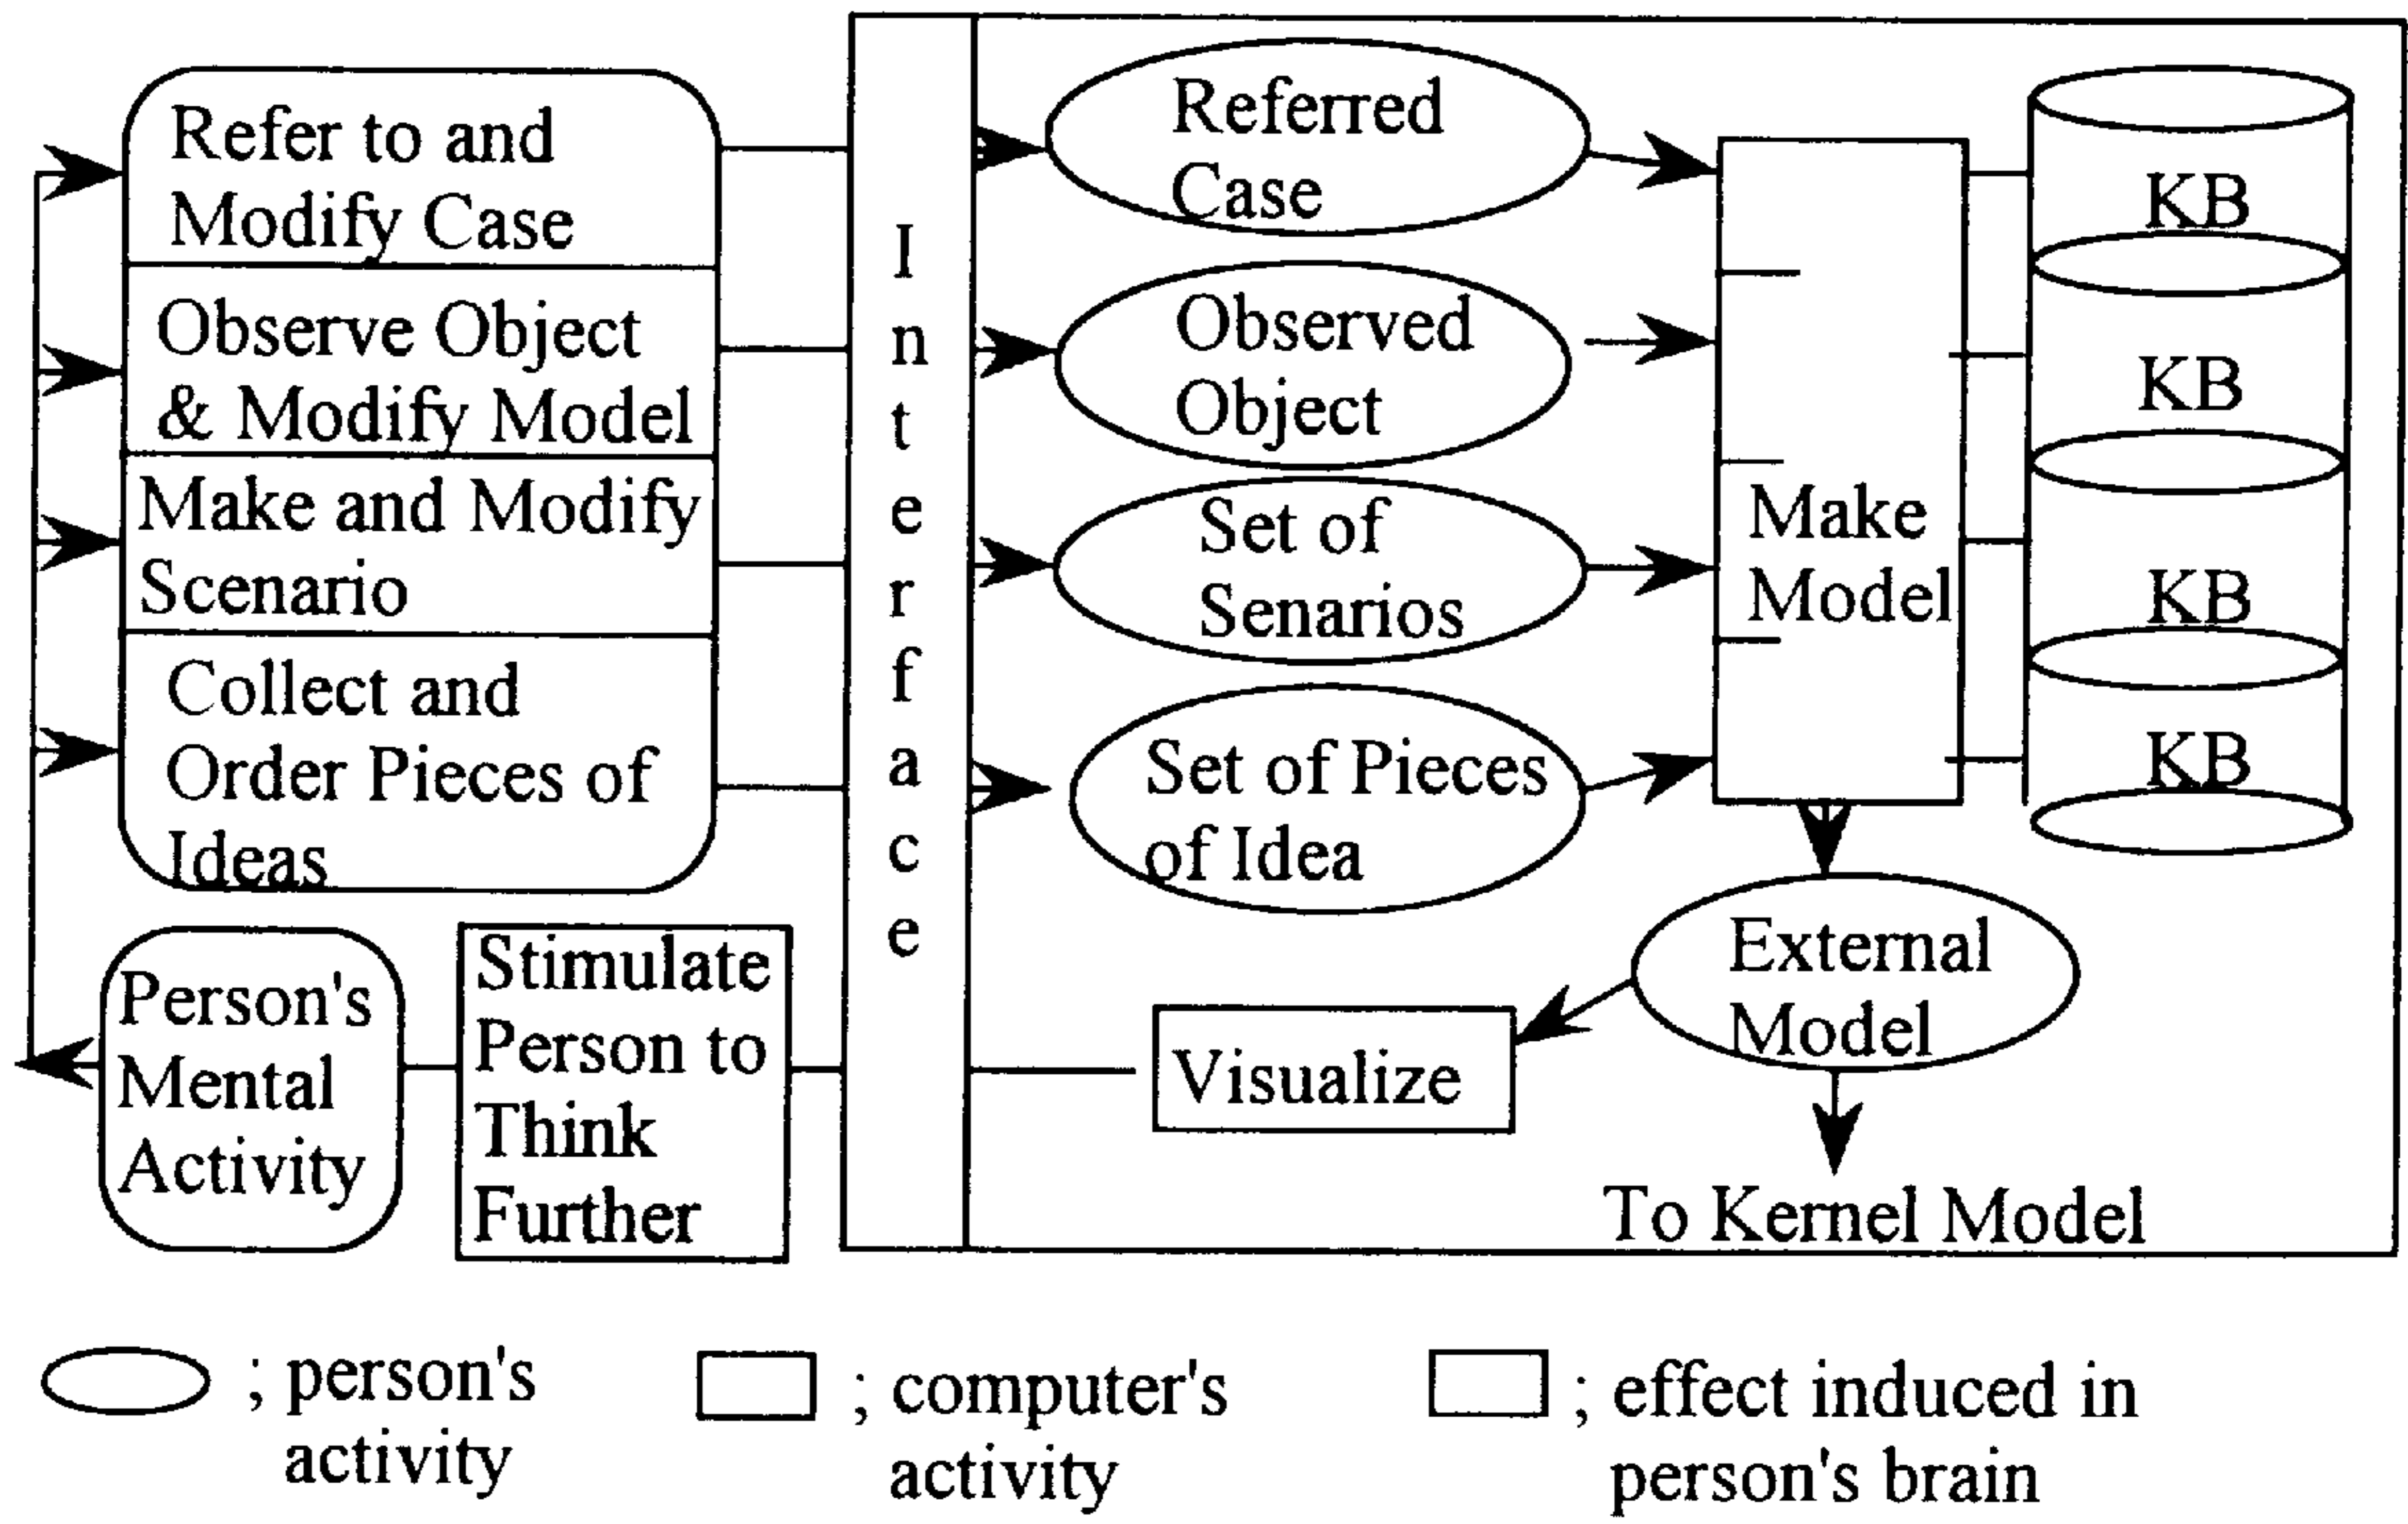 Refer to and
Modify Case
Observe Object
& Modify Model
Make and Modify
Scenario
Collect and
Order Pieces of
Ideas
Person's
Mental
Activity
Stimulate
Person to
Think
Further
I
n
t
e
r
f
a
c
e
Referred
Case
Observed
Object
Set of
Senarios
Set of Pieces
of Idea
Make
Model
KB
KB
KB
KB
External
Model
Visualize
To Kernel Model
; person's
activity
; computer's
activity
; effect induced in
person's brain